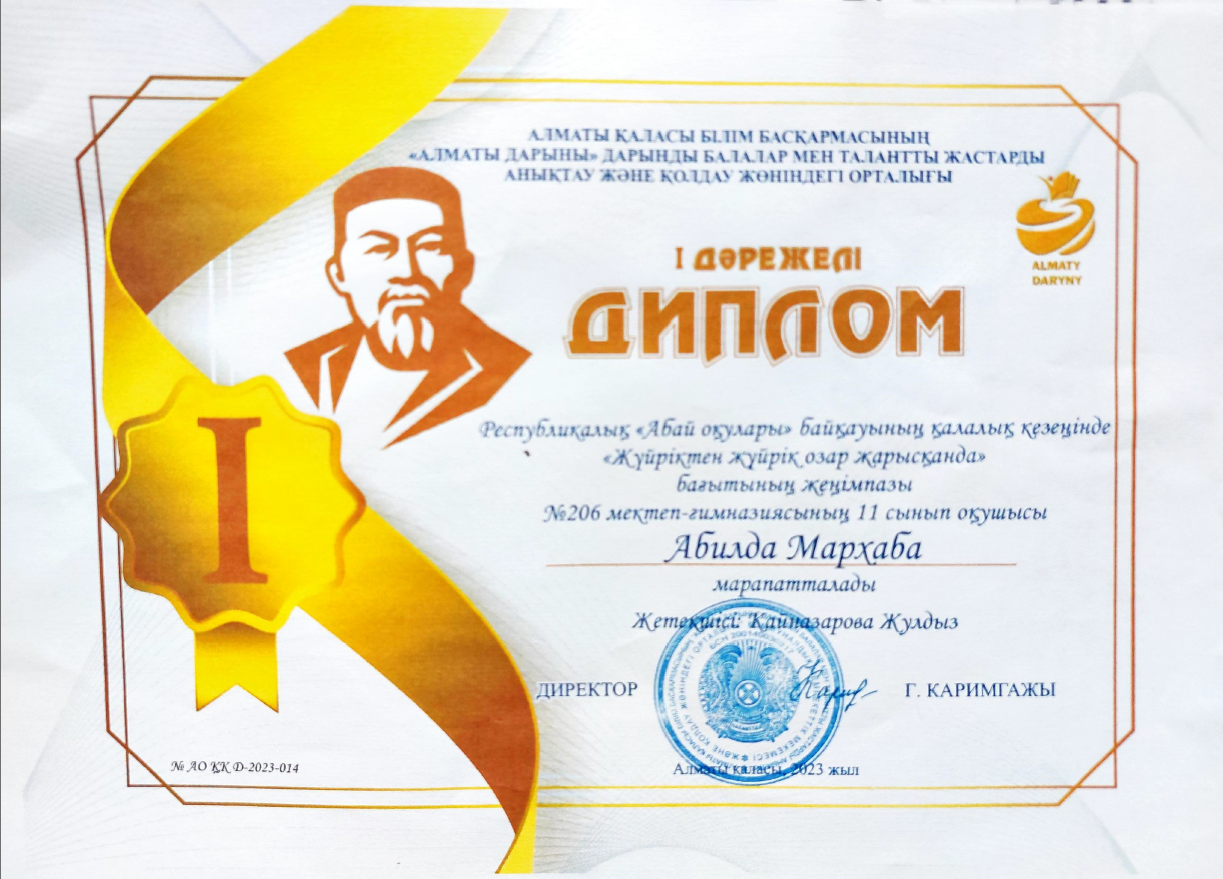 АЛМАТЫ ҚАЛАСЫ БІЛІМ БАСҚАРМАСЫНЫҢ
«АЛМАТЫ ДАРЫНЫ» ДАРЫНДЫ БАЛАЛАР МЕН ТАЛАНТТЫ ЖАСТАРДЫ
АНЫҚТАУ ЖӘНЕ ҚОЛДАУ ЖӨНІНДЕГІ ОРТАЛЫҒЫ
ALMATY
DARYNY
I ДӘРЕЖЕЛІ
ДИПЛОМ
Республикалық «Абай оқулары» байқауының қалалық кезеңінде
«Жүйріктен жүйрік озар жарысқанда»
бағытының жеңімпазы
I
№206 мектеп-гимназиясының 11 сынып оқушысы
Абилда Мархаба
марапатталады
Жетекшісі: Қайназарова Жулдыз
ДИРЕКТОР Г. КАРИМГАЖЫ
№ АО ҚК Д-2023-014
Алматы қаласы, 2023 жыл